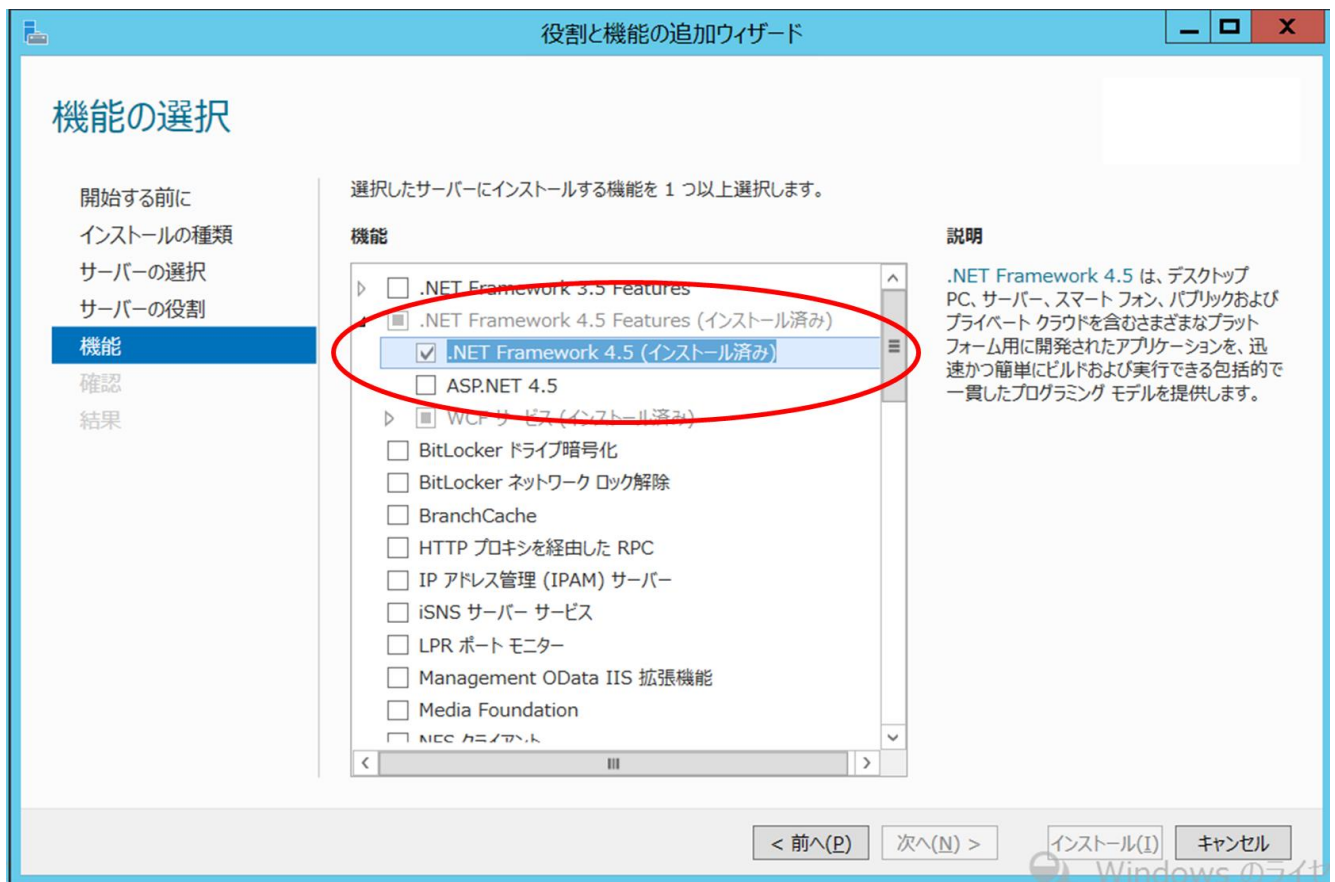 役割と機能の追加ウィザード
機能の選択
開始する前に
インストールの種類
サーバーの選択
サーバーの役割
機能
確認
結果
選択したサーバーにインストールする機能を 1 つ以上選択します。
機能
.NET Framework 3.5 Features
.NET Framework 4.5 Features (インストール済み)
.NET Framework 4.5 (インストール済み)
ASP.NET 4.5
WCF サービス (インストール済み)
BitLocker ドライブ暗号化
BitLocker ネットワーク ロック解除
BranchCache
HTTP プロキシを経由した RPC
IP アドレス管理 (IPAM) サーバー
iSNS サーバー サービス
LPR ポート モニター
Management OData IIS 拡張機能
Media Foundation
NFS クライアント
説明
.NET Framework 4.5 は、デスクトップ
PC、サーバー、スマート フォン、パブリックおよび
プライベート クラウドを含むさまざまなプラット
フォーム用に開発されたアプリケーションを、迅
速かつ簡単にビルドおよび実行できる包括的で
一貫したプログラミング モデルを提供します。
< 前へ(P)
次へ(N) >
インストール(I)
キャンセル
Windows のライセ